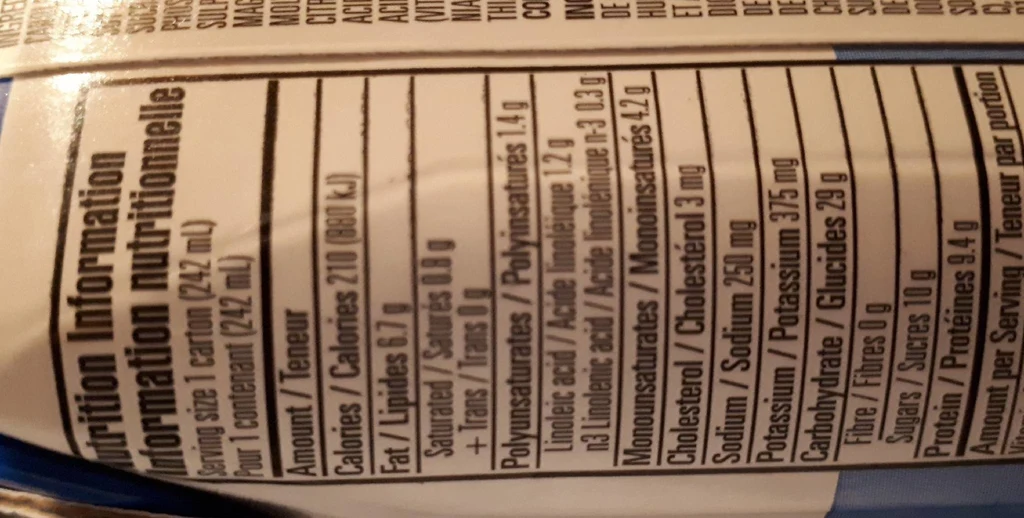 Nutrition Information
Information nutritionnelle
Serving size 1 carton (242 mL)
Pour 1 contenant (242 mL)
Amount / Teneur
Calories / Calories 210 (880 kJ)
Fat / Lipides 6.7 g
Saturated / Saturés 0.8 g
+ Trans / Trans 0 g
Polyunsaturates / Polyinsaturés 1.4 g
Linoleic acid / Acide linoléique 1.2 g
n3 Linolenic acid / Acide linolénique n-3 0.3 g
Monounsaturates / Monoinsaturés 4.2 g
Cholesterol / Cholestérol 3 mg
Sodium / Sodium 250 mg
Potassium / Potassium 375 mg
Carbohydrate / Glucides 29 g
Fibre / Fibres 0 g
Sugars / Sucres 10 g
Protein / Protéines 9.4 g
Amount per Serving / Teneur par portion